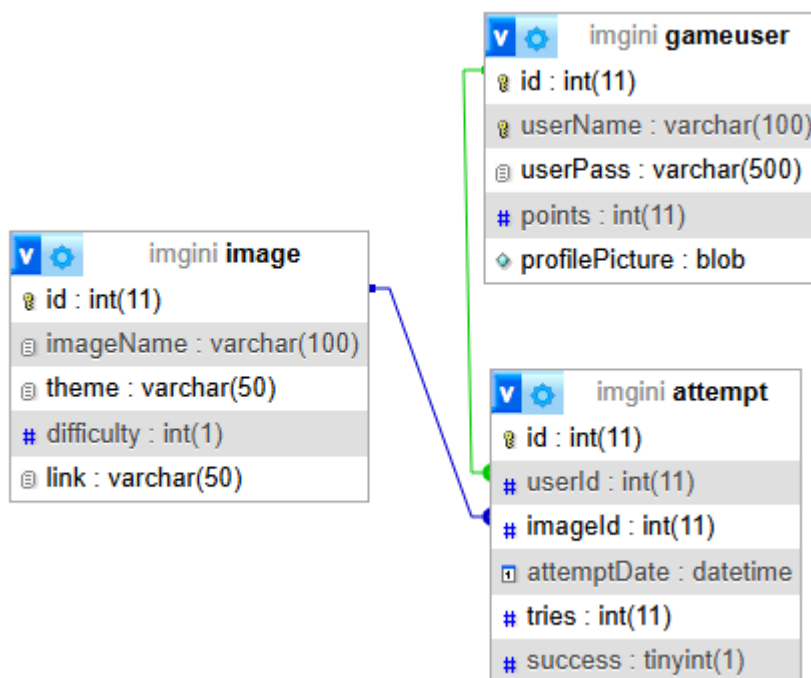 v imgini gameuser
id : int(11)
userName : varchar(100)
userPass : varchar(500)
# points : int(11)
profilePicture : blob
v imgini image
id : int(11)
imageName : varchar(100)
theme : varchar(50)
# difficulty : int(1)
link : varchar(50)
v imgini attempt
id : int(11)
# userId : int(11)
# imageId : int(11)
attemptDate : datetime
# tries : int(11)
# success : tinyint(1)